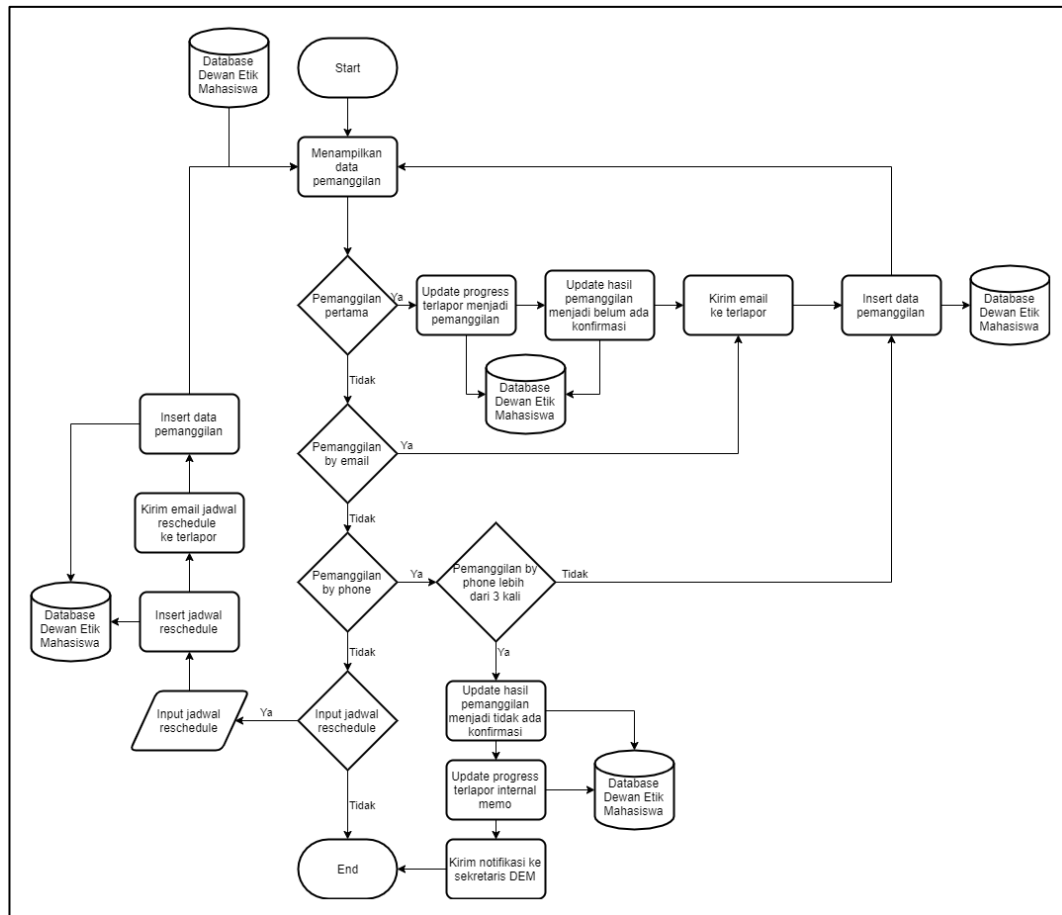 Database
Dewan Etik
Mahasiswa
Start
Menampilkan
data
pemanggilan
Pemanggilan
pertama
Ya
Update progress
terlapor menjadi
pemanggilan
Update hasil
pemanggilan
menjadi belum ada
konfirmasi
Kirim email
ke terlapor
Insert data
pemanggilan
Database
Dewan Etik
Mahasiswa
Database
Dewan Etik
Mahasiswa
Tidak
Pemanggilan
by email
Ya
Tidak
Pemanggilan
by phone
Ya
Pemanggilan by
phone lebih
dari 3 kali
Tidak
Ya
Update hasil
pemanggilan
menjadi tidak ada
konfirmasi
Update progress
terlapor internal
memo
Database
Dewan Etik
Mahasiswa
Kirim notifikasi ke
sekretaris DEM
Tidak
Input jadwal
reschedule
Ya
Input jadwal
reschedule
Insert jadwal
reschedule
Database
Dewan Etik
Mahasiswa
Kirim email jadwal
reschedule
ke terlapor
Insert data
pemanggilan
Tidak
End